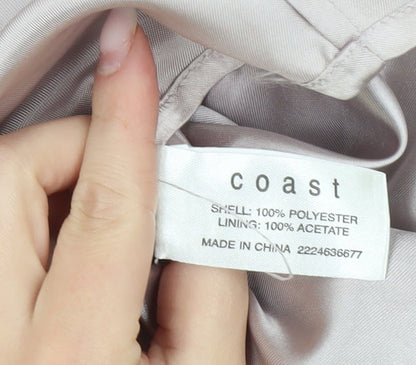 coast
SHELL: 100% POLYESTER
LINING: 100% ACETATE
MADE IN CHINA 2224636677